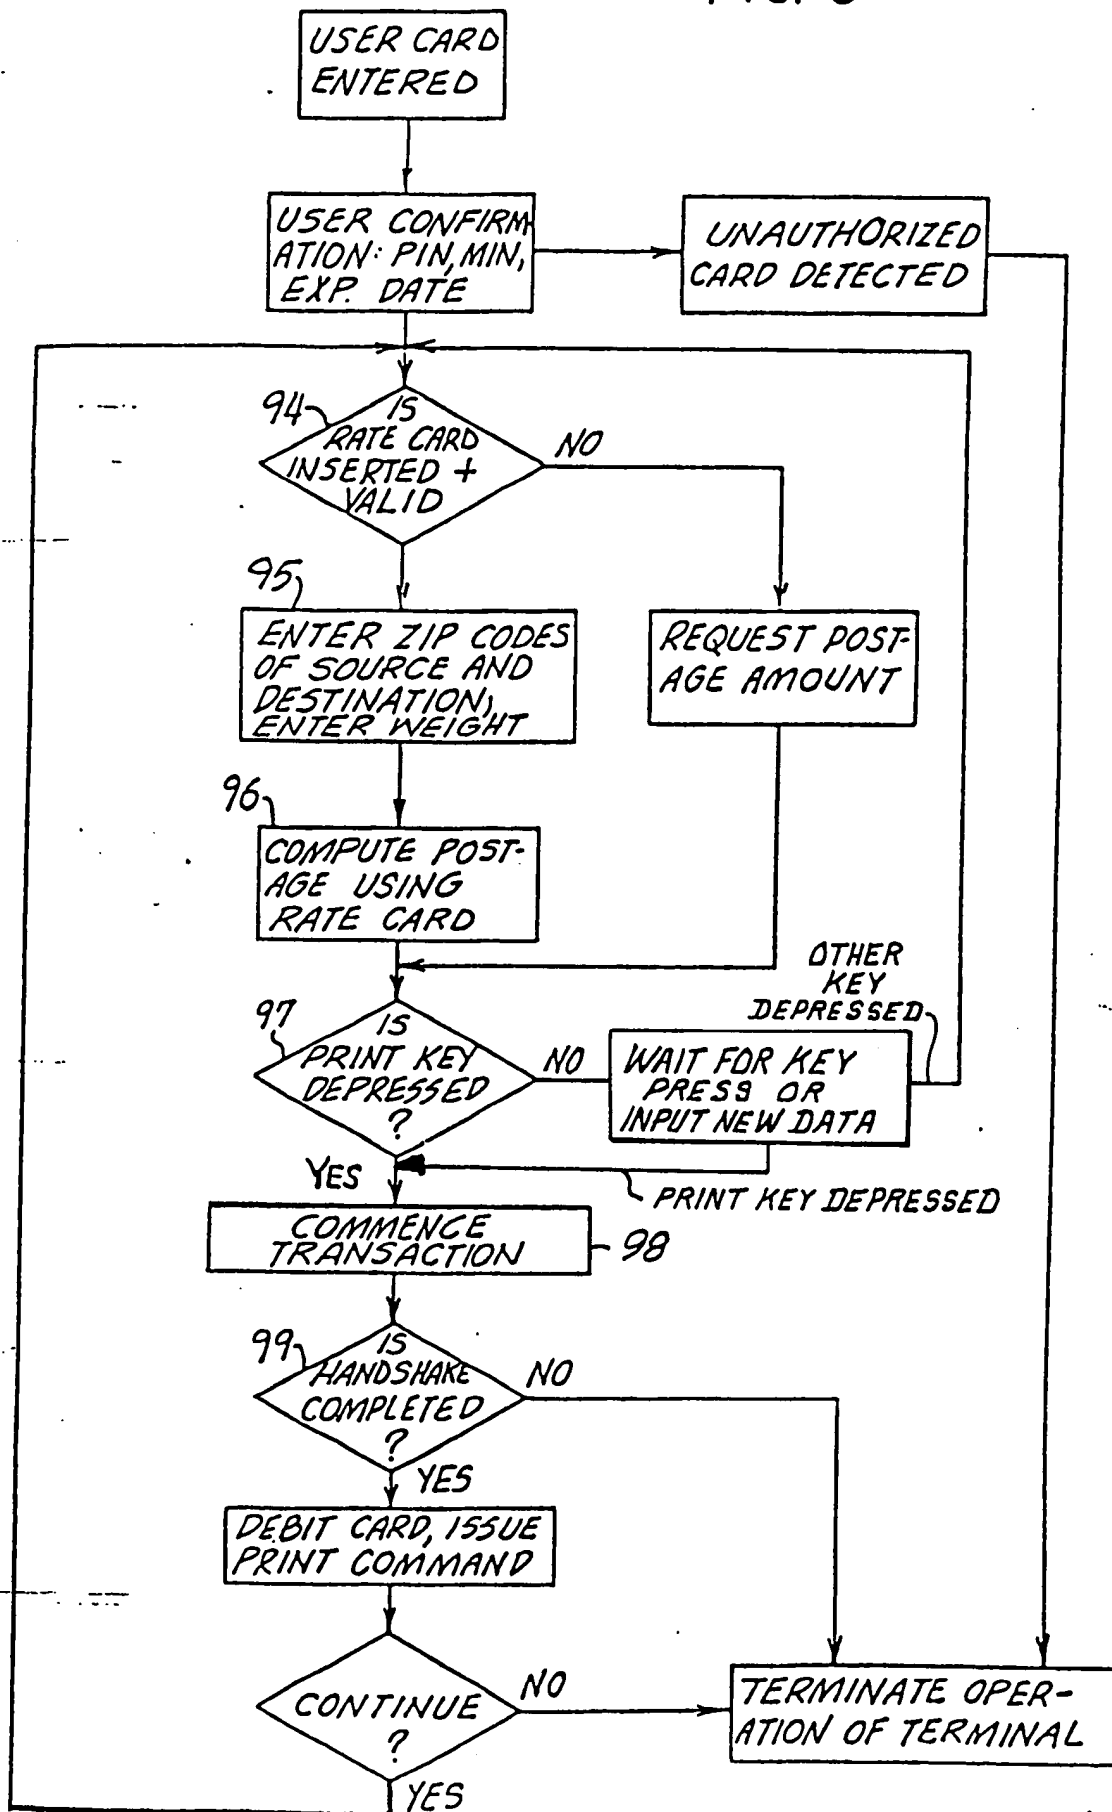 USER CARD
ENTERED
USER CONFIRM-
ATION: PIN, MIN,
EXP. DATE
UNAUTHORIZED
CARD DETECTED
94
IS
RATE CARD
INSERTED +
VALID
NO
95
ENTER ZIP CODES
OF SOURCE AND
DESTINATION,
ENTER WEIGHT
REQUEST POST-
AGE AMOUNT
96
COMPUTE POST-
AGE USING
RATE CARD
OTHER
KEY
DEPRESSED
97
IS
PRINT KEY
DEPRESSED
?
NO
WAIT FOR KEY
PRESS OR
INPUT NEW DATA
YES
PRINT KEY DEPRESSED
COMMENCE
TRANSACTION
98
99
IS
HANDSHAKE
COMPLETED
?
NO
YES
DEBIT CARD, ISSUE
PRINT COMMAND
CONTINUE
?
NO
TERMINATE OPER-
ATION OF TERMINAL
YES